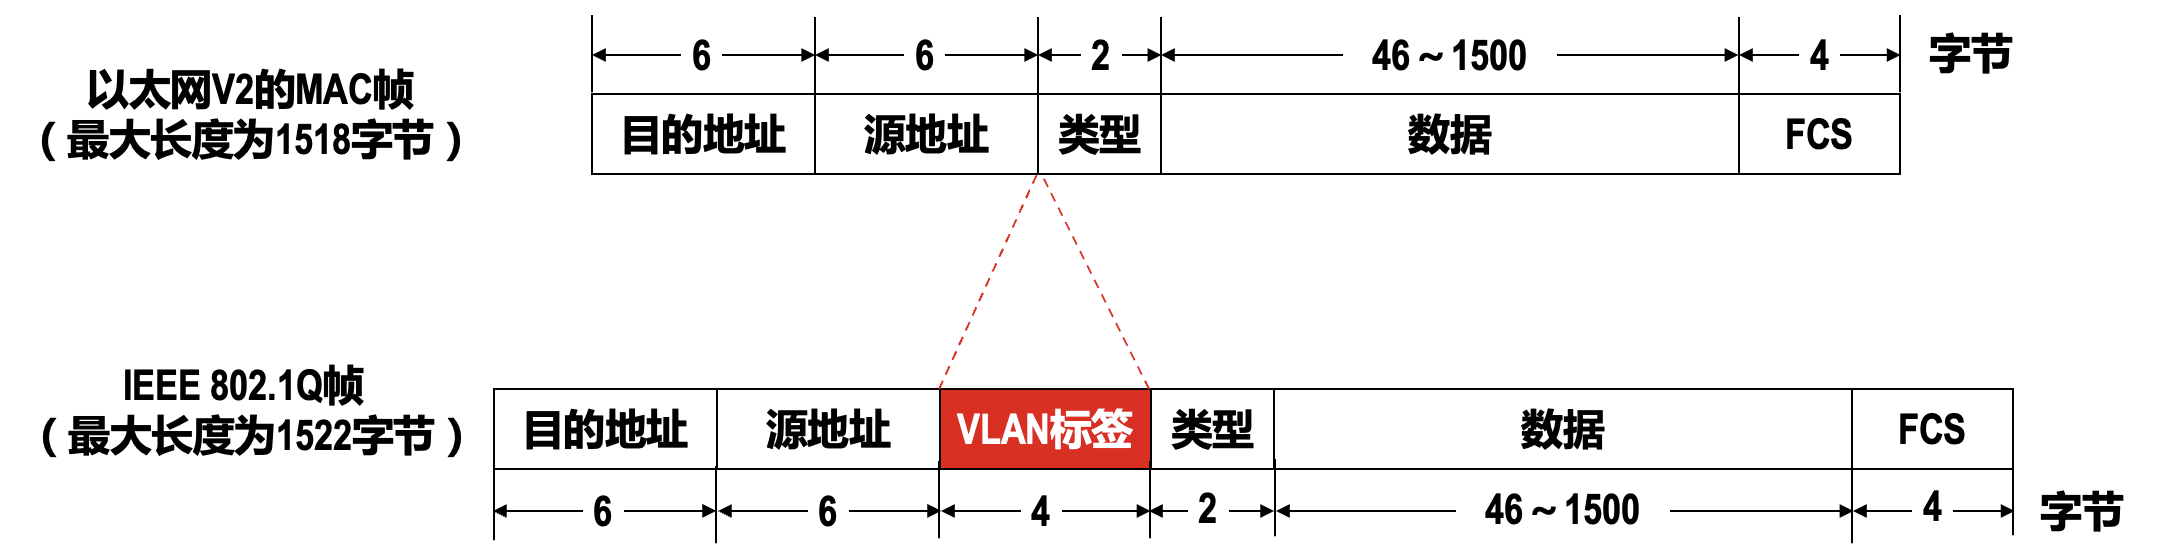 6 6 2 46～1500 4 字节
以太网V2的MAC帧
（最大长度为1518字节）
目的地址 源地址 类型 数据 FCS
IEEE 802.1Q帧
（最大长度为1522字节）
目的地址 源地址 VLAN标签 类型 数据 FCS
6 6 4 2 46～1500 4 字节